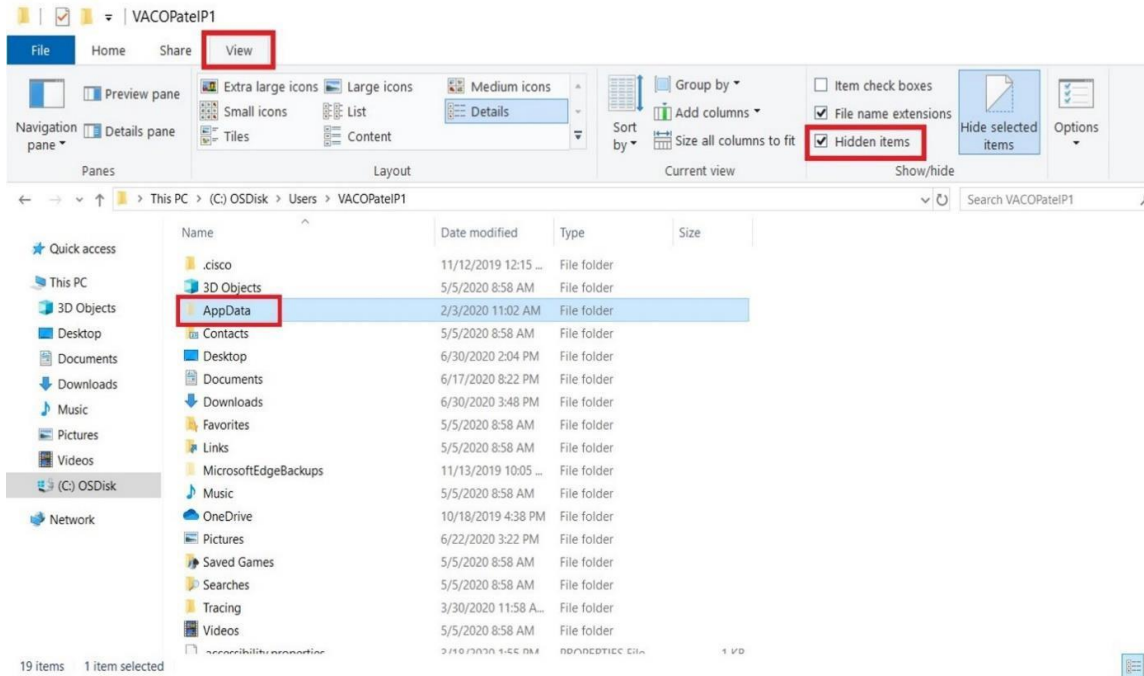 VACOPatelP1
File Home Share View
Navigation pane
Preview pane
Details pane
Panes
Extra large icons Large icons Medium icons
Small icons List Details
Tiles Content
Layout
Sort by
Group by
Add columns
Size all columns to fit
Current view
Item check boxes
File name extensions
Hidden items
Hide selected items
Show/hide
Options
This PC > (C:) OSDisk > Users > VACOPatelP1
Search VACOPatelP1
Quick access
This PC
3D Objects
Desktop
Documents
Downloads
Music
Pictures
Videos
(C:) OSDisk
Network
Name Date modified Type Size
.cisco 11/12/2019 12:15 ... File folder
3D Objects 5/5/2020 8:58 AM File folder
AppData 2/3/2020 11:02 AM File folder
Contacts 5/5/2020 8:58 AM File folder
Desktop 6/30/2020 2:04 PM File folder
Documents 6/17/2020 8:22 PM File folder
Downloads 6/30/2020 3:48 PM File folder
Favorites 5/5/2020 8:58 AM File folder
Links 5/5/2020 8:58 AM File folder
MicrosoftEdgeBackups 11/13/2019 10:05 ... File folder
Music 5/5/2020 8:58 AM File folder
OneDrive 10/18/2019 4:38 PM File folder
Pictures 6/22/2020 3:22 PM File folder
Saved Games 5/5/2020 8:58 AM File folder
Searches 5/5/2020 8:58 AM File folder
Tracing 3/30/2020 11:58 A... File folder
Videos 5/5/2020 8:58 AM File folder
.accessibility.properties 3/18/2020 1:55 PM PROPERTIES File 1 KB
19 items 1 item selected